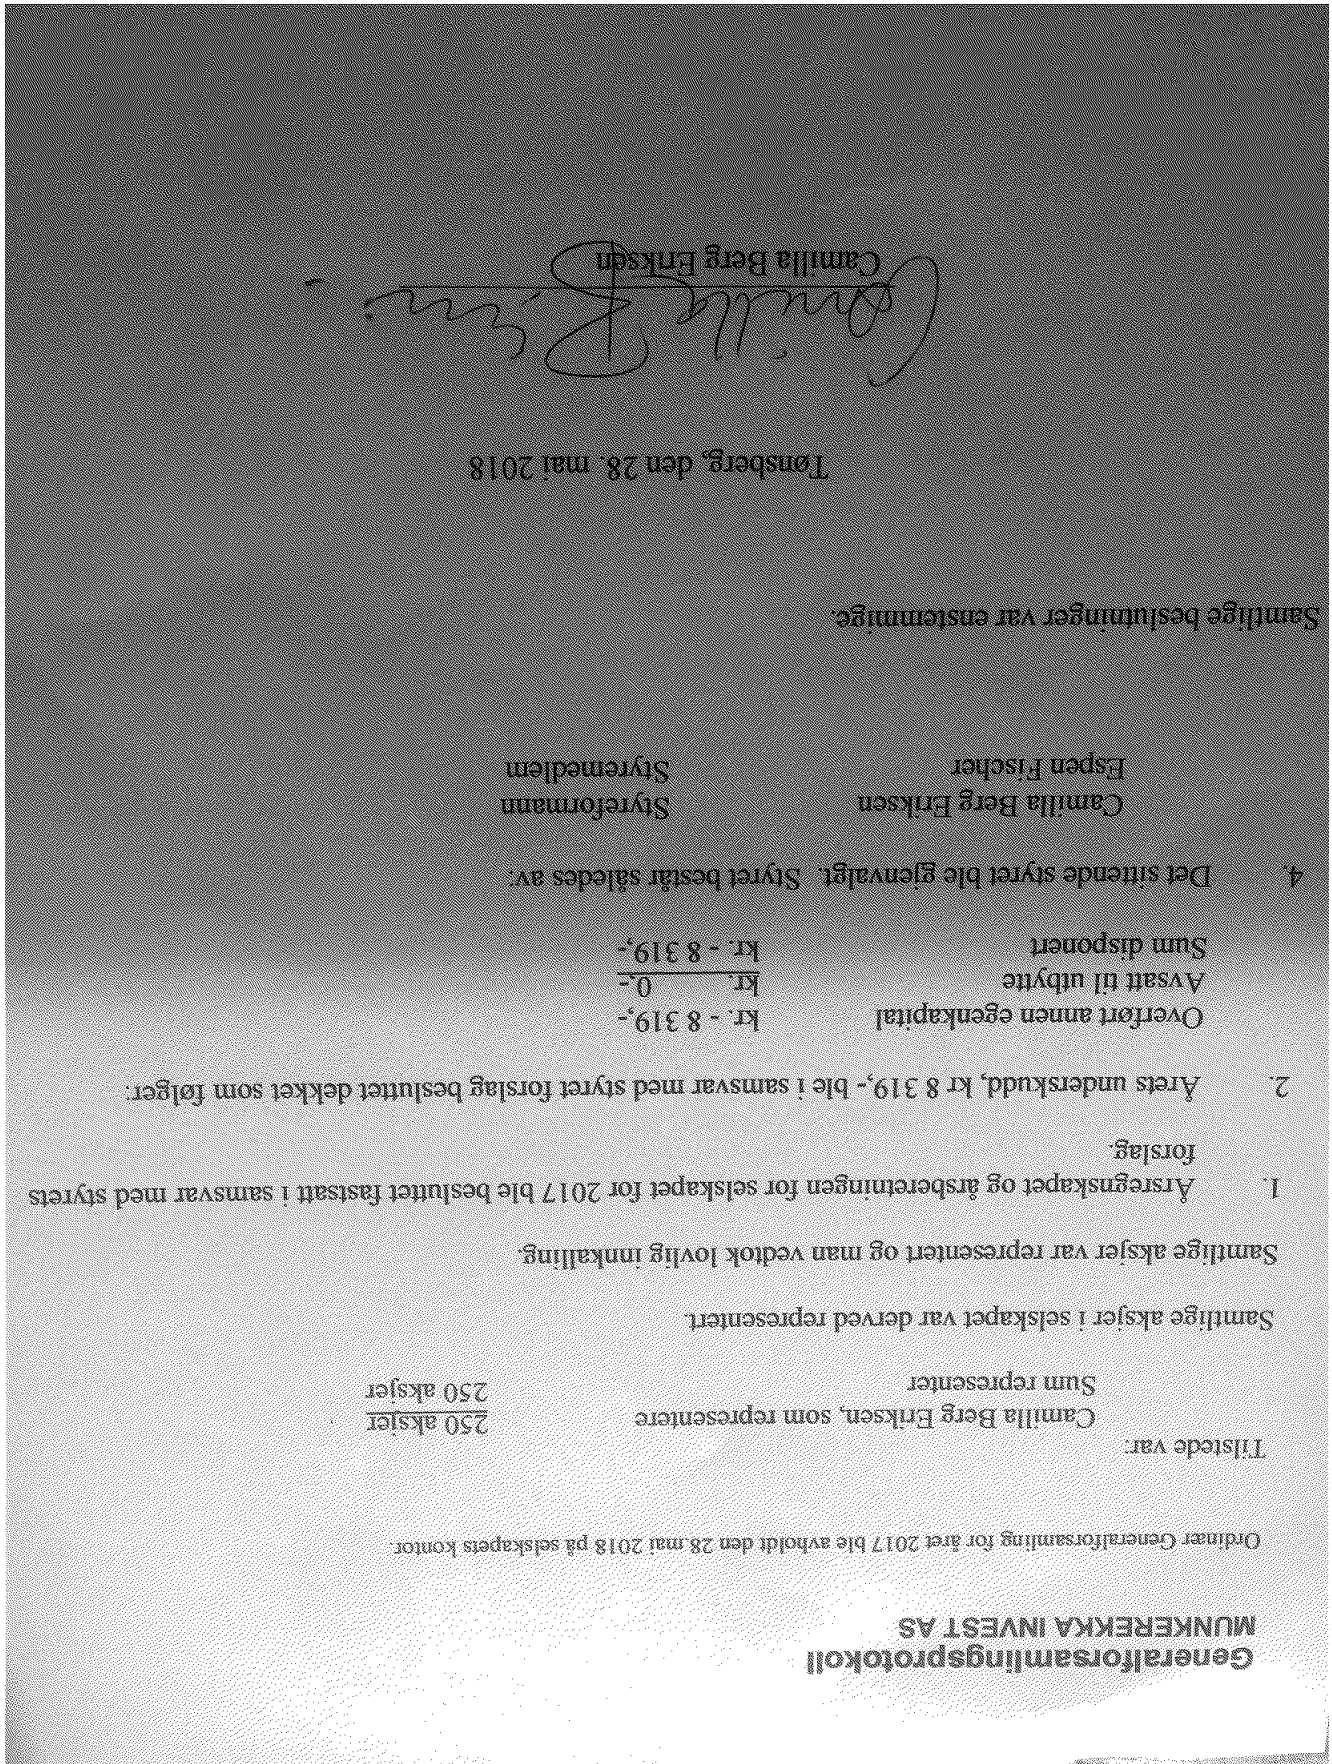 Generalforsamlingsprotokoll
MUNKEREKKA INVEST AS
Ordinær Generalforsamling for året 2017 ble avholdt den 28.mai 2018 på selskapets kontor
Tilstede var:
Camilla Berg Eriksen, som representere 250 aksjer
Sum representer 250 aksjer
Samtlige aksjer i selskapet var derved representert.
Samtlige aksjer var representert og man vedtok lovlig innkalling.
1. Årsregnskapet og årsberetningen for selskapet for 2017 ble besluttet fastsatt i samsvar med styrets
forslag.
2. Årets underskudd, kr 8 319,- ble i samsvar med styret forslag besluttet dekket som følger:
Overført annen egenkapital kr. - 8 319,-
Avsatt til utbytte kr. 0,-
Sum disponert kr. - 8 319,-
4. Det sittende styret ble gjenvalgt. Styret består således av:
Camilla Berg Eriksen Styreformann
Espen Fischer Styremedlem
Samtlige beslutninger var enstemmige.
Tønsberg, den 28. mai 2018
Camilla B
Camilla Berg Eriksen